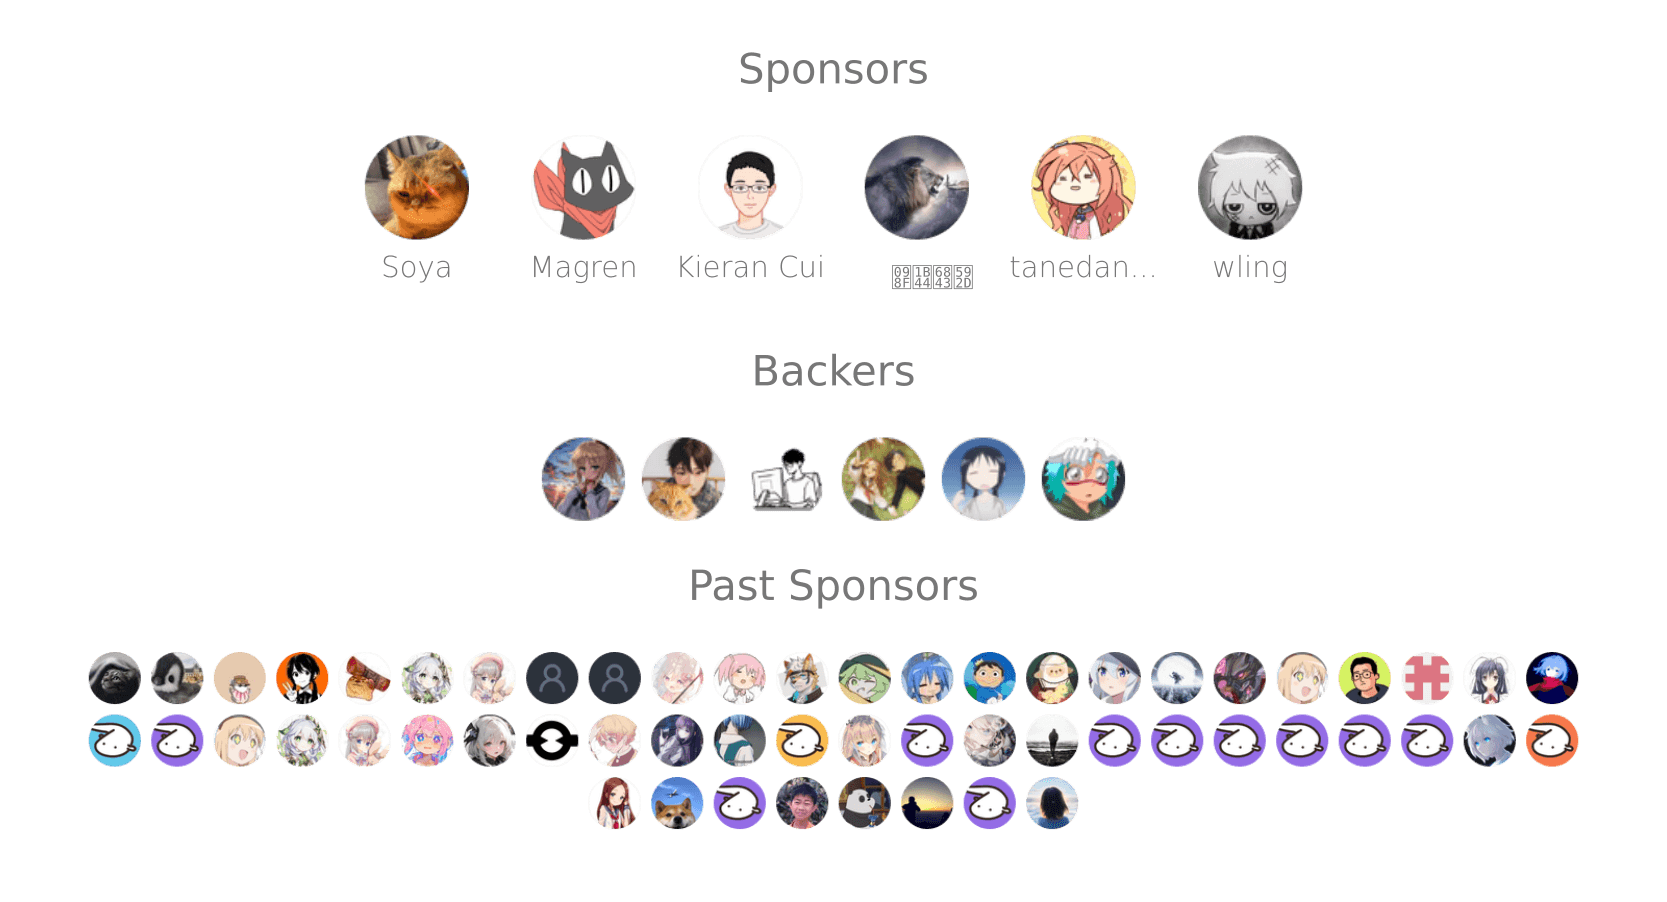 Sponsors
Soya Magren Kieran Cui tanedan... wling
Backers
Past Sponsors